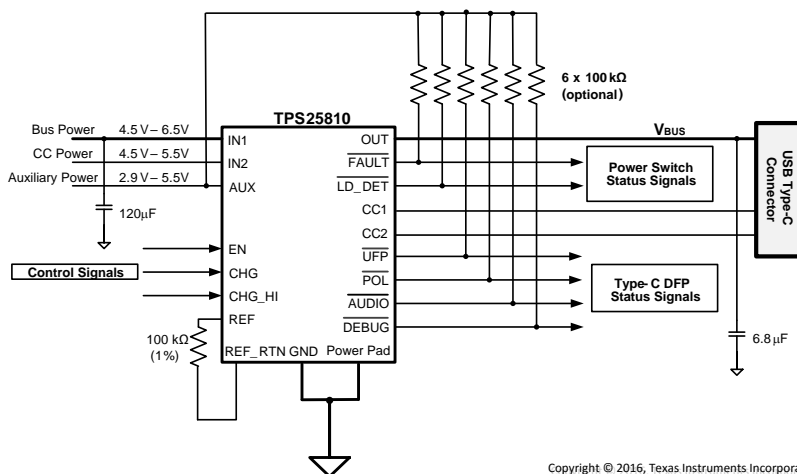 TPS25810
6 x 100 kΩ
(optional)
Bus Power 4.5 V – 6.5V
CC Power 4.5 V – 5.5V
Auxiliary Power 2.9 V – 5.5V
120µF
IN1
IN2
AUX
EN
CHG
CHG_HI
REF
REF_RTN GND Power Pad
OUT
FAULT
LD_DET
CC1
CC2
UFP
POL
AUDIO
DEBUG
Control Signals
100 kΩ
(1%)
VBUS
Power Switch
Status Signals
Type-C DFP
Status Signals
USB Type-C
Connector
6.8 µF
Copyright © 2016, Texas Instruments Incorpora